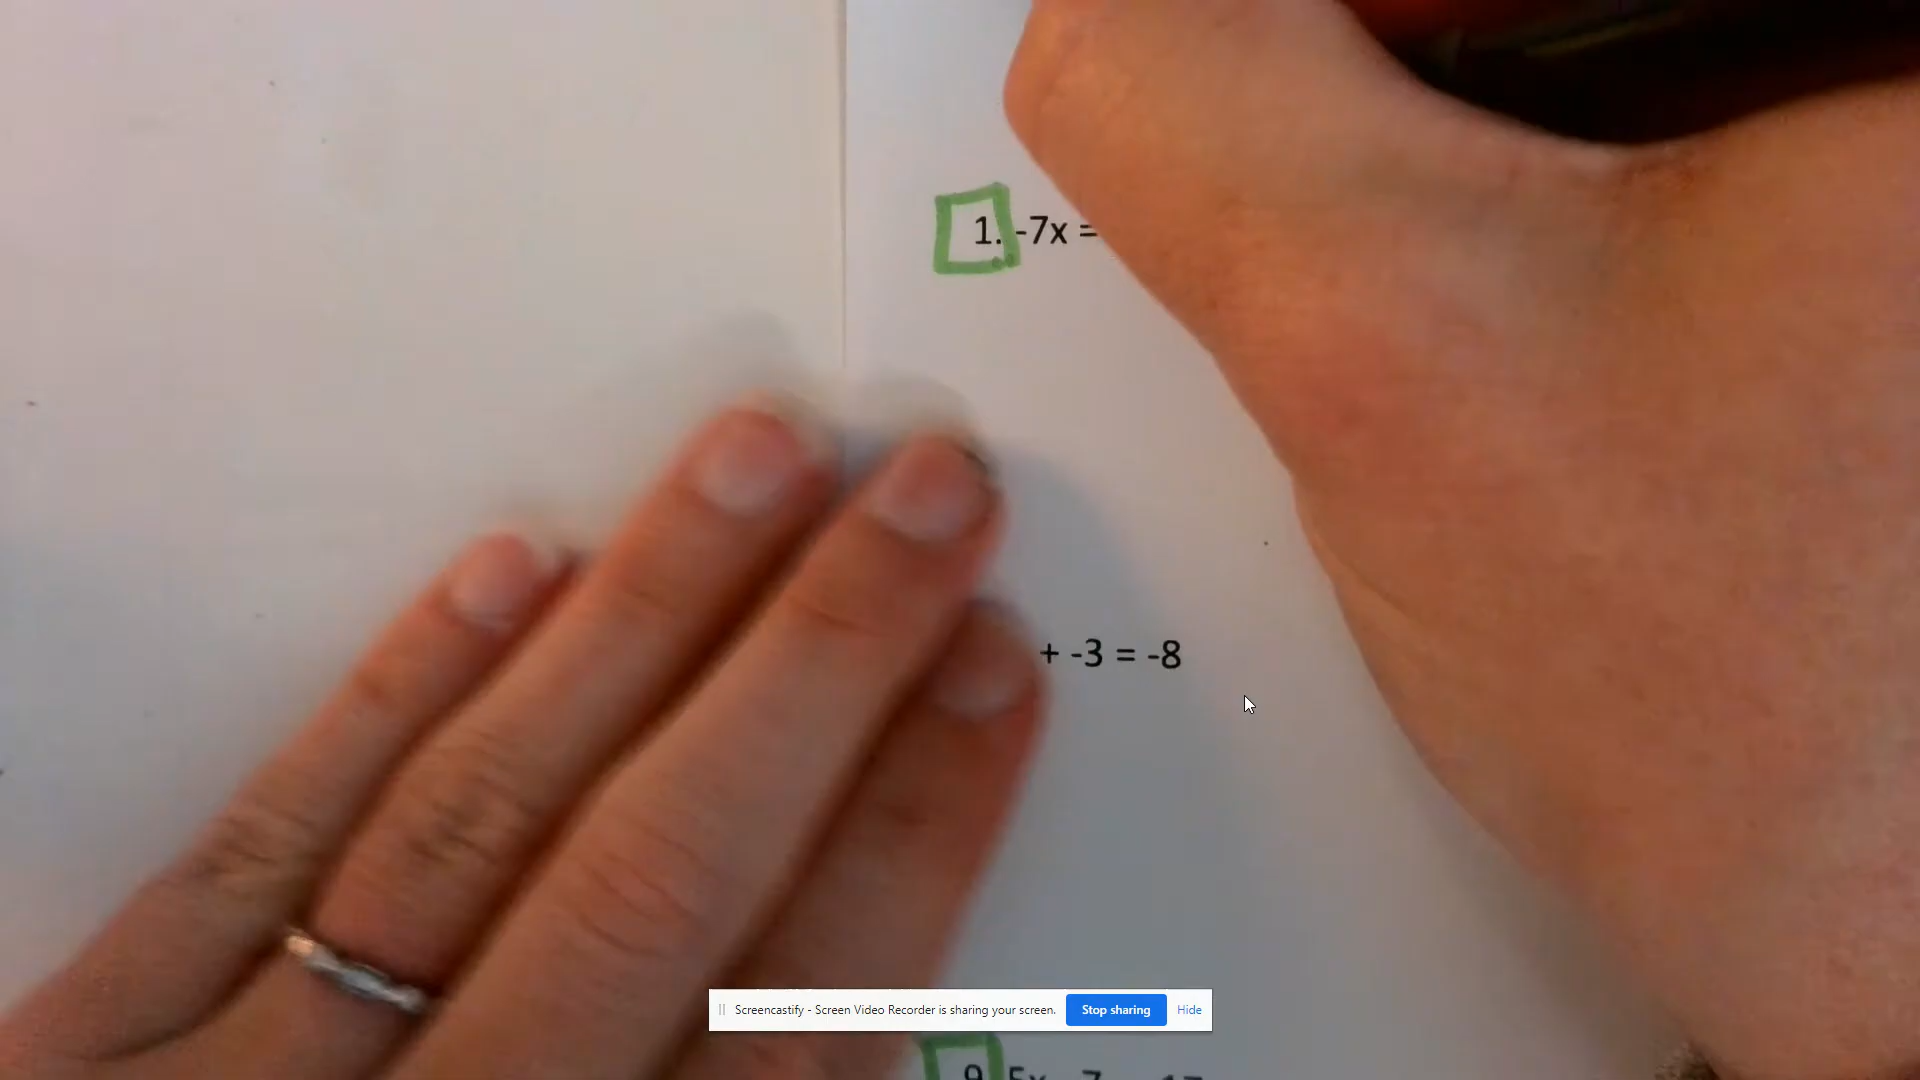 1. -7x =
+ -3 = -8
Screencastify - Screen Video Recorder is sharing your screen. Stop sharing Hide